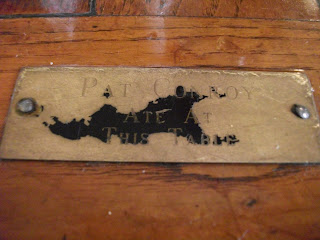 Pat Conroy
Ate At
This Table